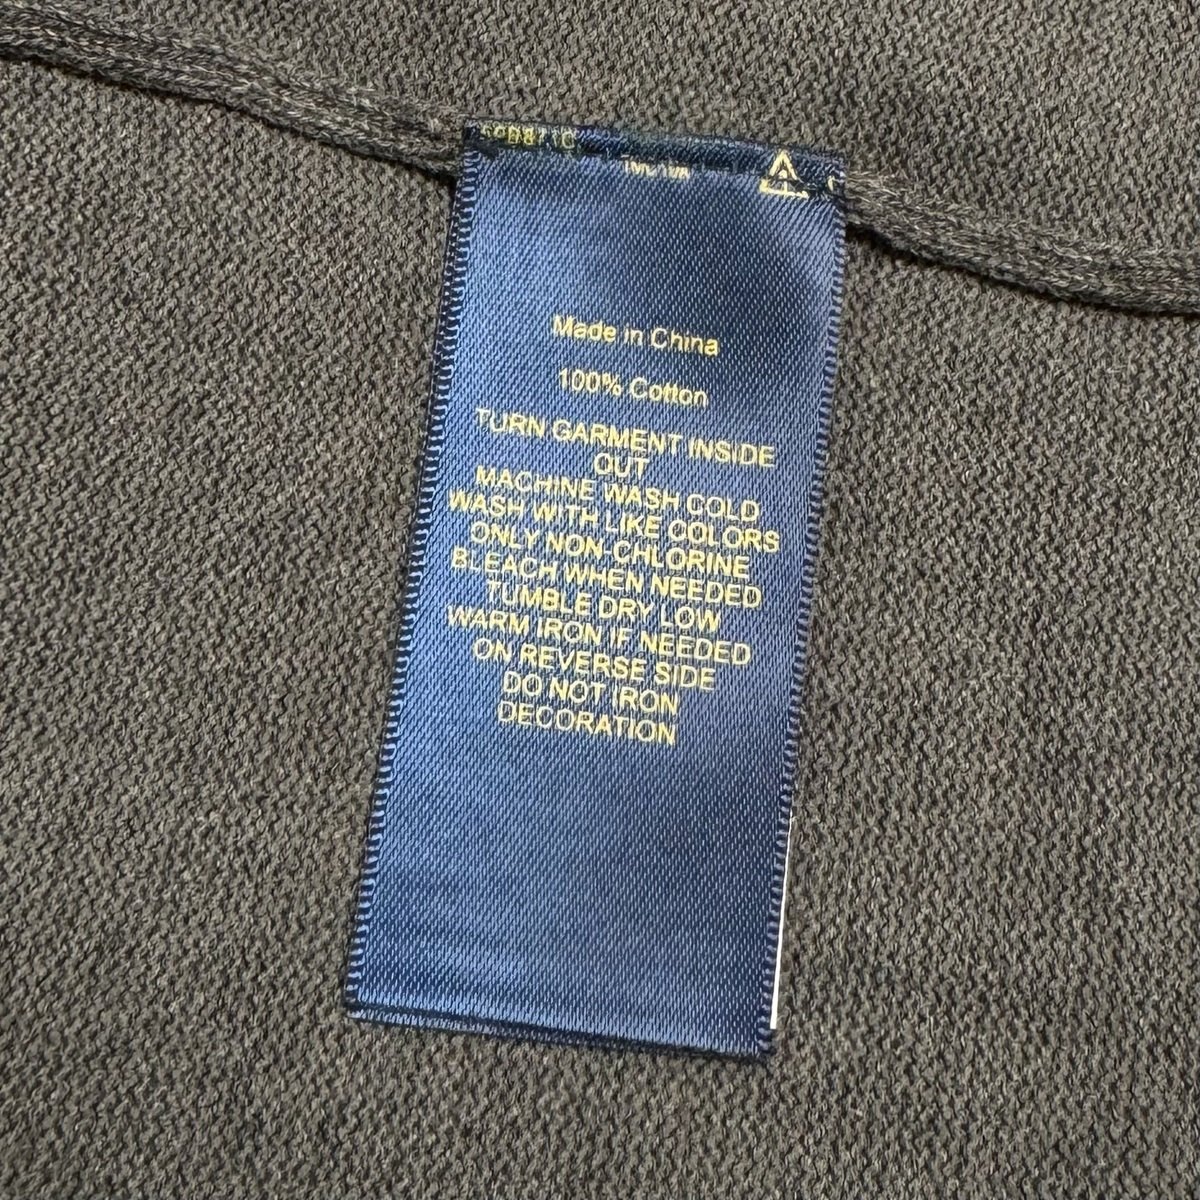 Made in China
100% Cotton
TURN GARMENT INSIDE
OUT
MACHINE WASH COLD
WASH WITH LIKE COLORS
ONLY NON-CHLORINE
BLEACH WHEN NEEDED
TUMBLE DRY LOW
WARM IRON IF NEEDED
ON REVERSE SIDE
DO NOT IRON
DECORATION